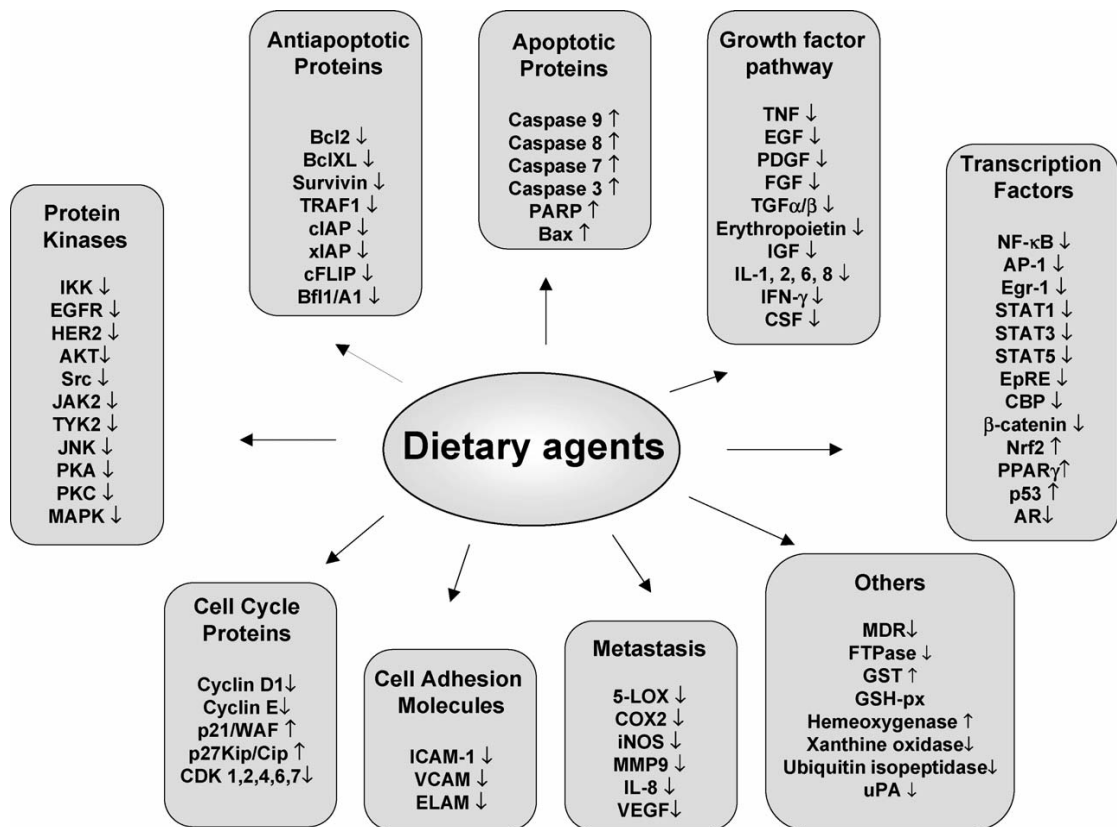 Antiapoptotic
Proteins
Bcl2 ↓
BclXL ↓
Survivin ↓
TRAF1 ↓
cIAP ↓
xIAP ↓
cFLIP ↓
Bfl1/A1 ↓
Apoptotic
Proteins
Caspase 9 ↑
Caspase 8 ↑
Caspase 7 ↑
Caspase 3 ↑
PARP ↑
Bax ↑
Growth factor
pathway
TNF ↓
EGF ↓
PDGF ↓
FGF ↓
TGFα/β ↓
Erythropoietin ↓
IGF ↓
IL-1, 2, 6, 8 ↓
IFN-γ ↓
CSF ↓
Transcription
Factors
NF-κB ↓
AP-1 ↓
Egr-1 ↓
STAT1 ↓
STAT3 ↓
STAT5 ↓
EpRE ↓
CBP ↓
β-catenin ↓
Nrf2 ↑
PPARγ↑
p53 ↑
AR↓
Protein
Kinases
IKK ↓
EGFR ↓
HER2 ↓
AKT↓
Src ↓
JAK2 ↓
TYK2 ↓
JNK ↓
PKA ↓
PKC ↓
MAPK ↓
Dietary agents
Cell Cycle
Proteins
Cyclin D1↓
Cyclin E↓
p21/WAF ↑
p27Kip/Cip ↑
CDK 1,2,4,6,7↓
Cell Adhesion
Molecules
ICAM-1 ↓
VCAM ↓
ELAM ↓
Metastasis
5-LOX ↓
COX2 ↓
iNOS ↓
MMP9 ↓
IL-8 ↓
VEGF↓
Others
MDR↓
FTPase ↓
GST ↑
GSH-px
Hemeoxygenase ↑
Xanthine oxidase↓
Ubiquitin isopeptidase↓
uPA ↓